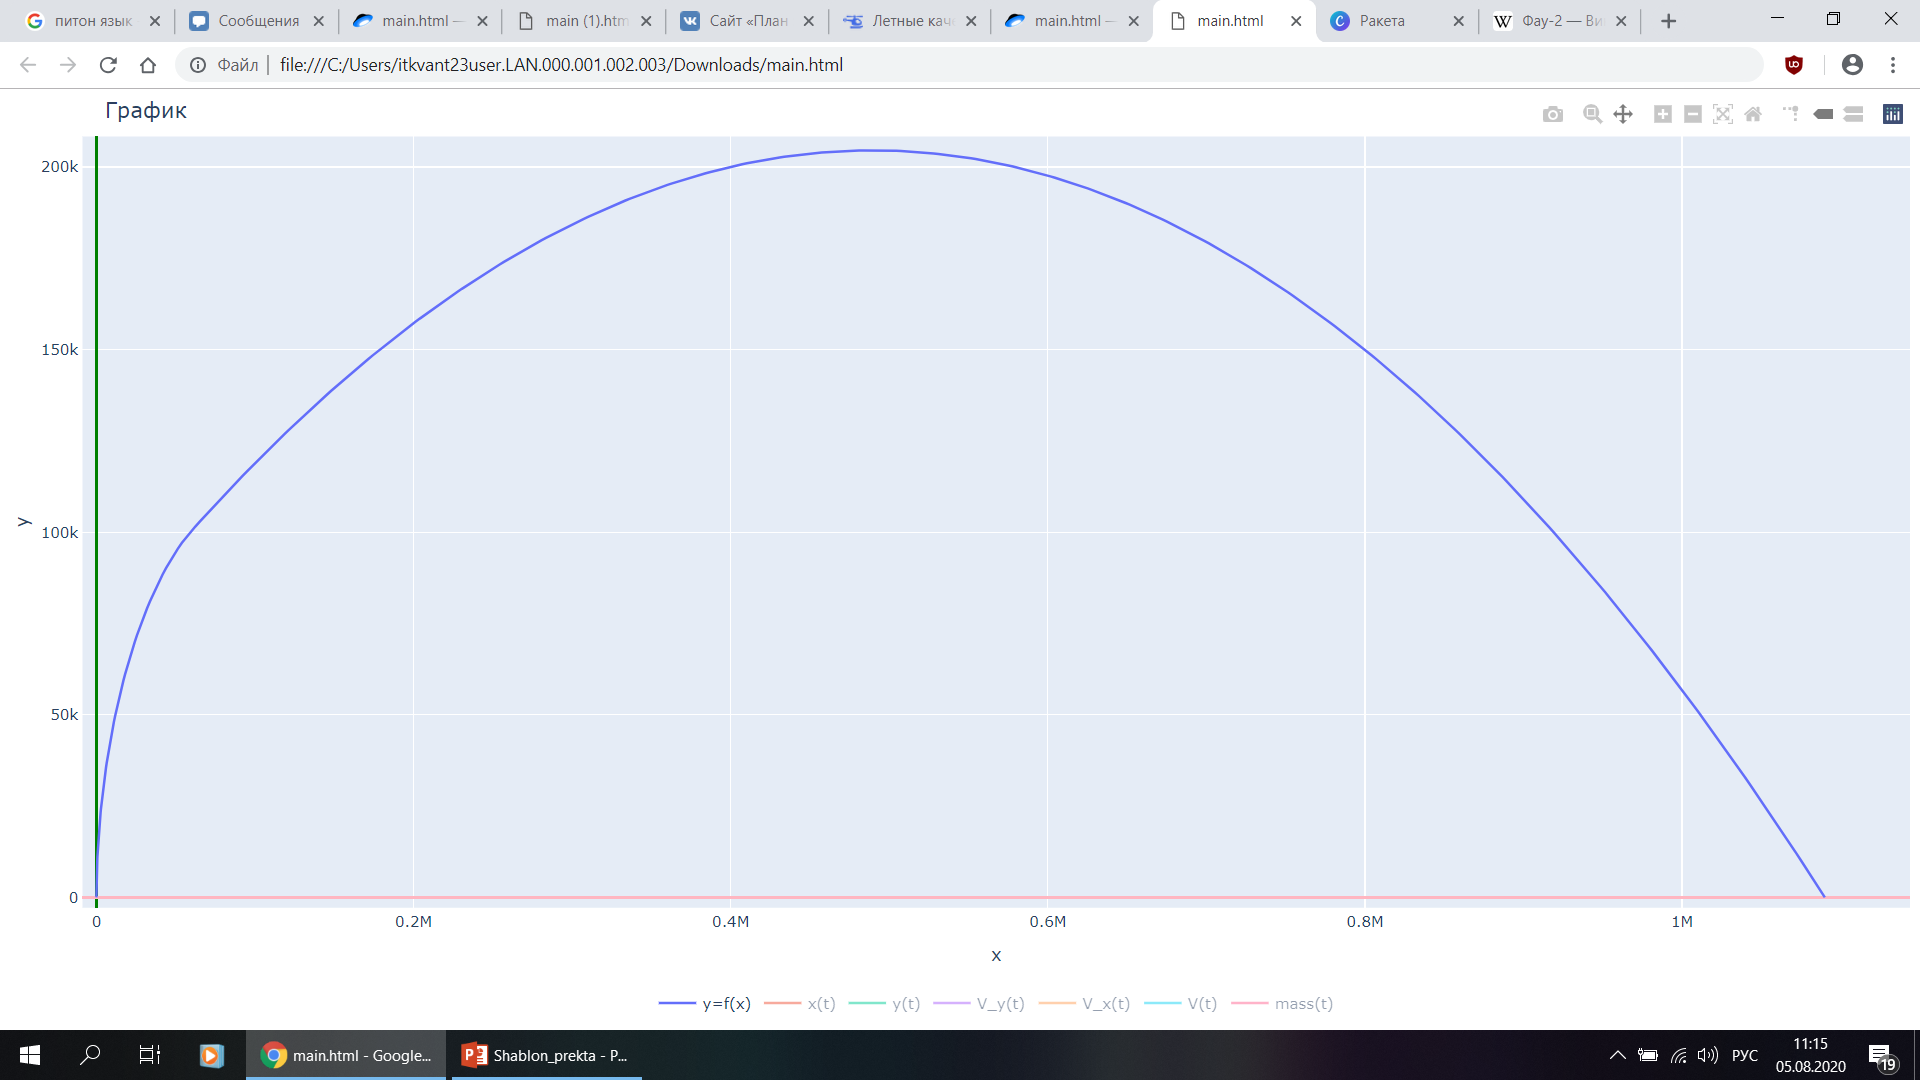 питон язык
Сообщения
main.html —
main (1).htm
Сайт «План
Летные каче
main.html —
main.html
Ракета
Фау-2 — Ви
Файл
file:///C:/Users/itkvant23user.LAN.000.001.002.003/Downloads/main.html
График
200k
150k
100k
50k
0
y
0 0.2M 0.4M 0.6M 0.8M 1M
x
y=f(x) x(t) y(t) V_y(t) V_x(t) V(t) mass(t)
main.html - Google...
Shablon_prekta - P...
РУС
11:15
05.08.2020
19